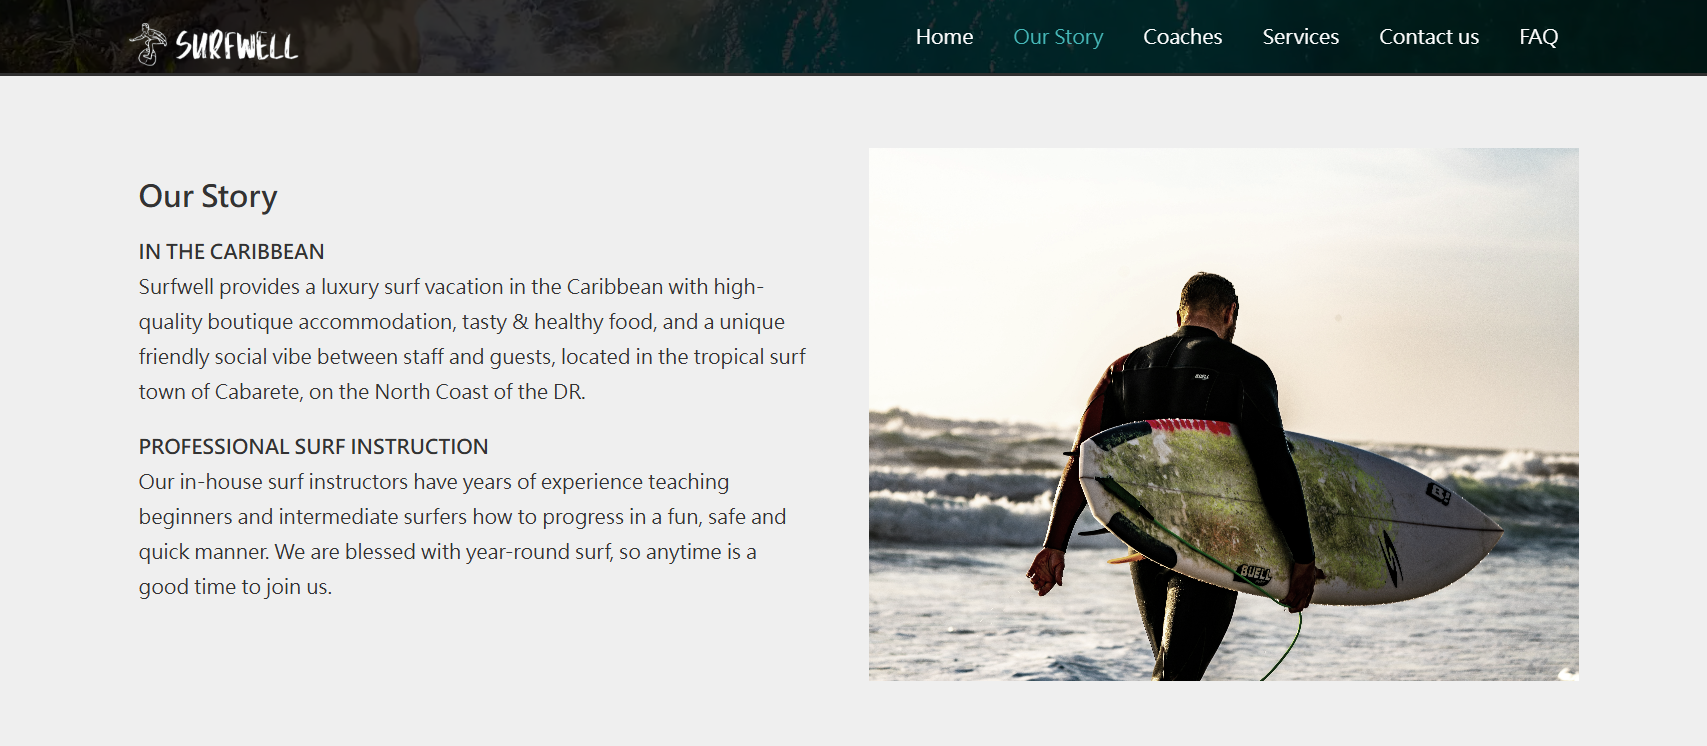 SURFWELL
Home
Our Story
Coaches
Services
Contact us
FAQ
Our Story
IN THE CARIBBEAN
Surfwell provides a luxury surf vacation in the Caribbean with high-
quality boutique accommodation, tasty & healthy food, and a unique
friendly social vibe between staff and guests, located in the tropical surf
town of Cabarete, on the North Coast of the DR.
PROFESSIONAL SURF INSTRUCTION
Our in-house surf instructors have years of experience teaching
beginners and intermediate surfers how to progress in a fun, safe and
quick manner. We are blessed with year-round surf, so anytime is a
good time to join us.
BUELL
B!
BUELL